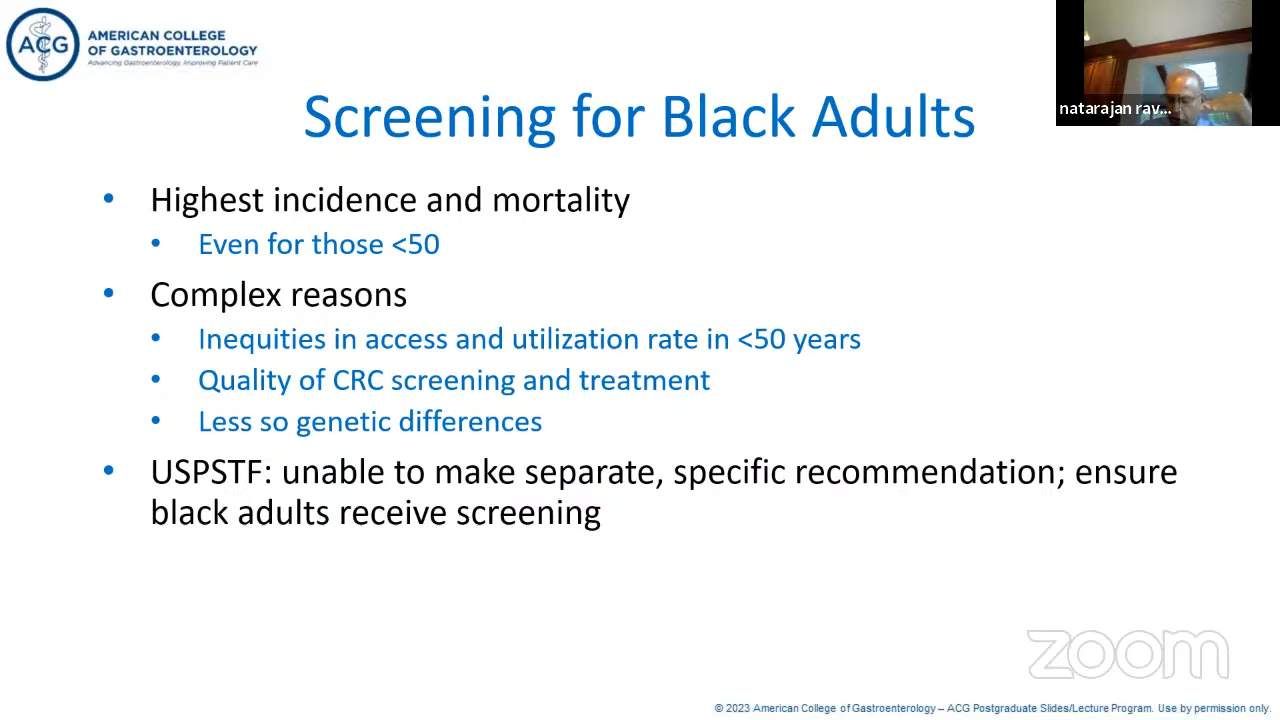 AMERICAN COLLEGE
OF GASTROENTEROLOGY
Advancing Gastroenterology, Improving Patient Care
ACG
natarajan rav...
Screening for Black Adults
• Highest incidence and mortality
• Even for those <50
• Complex reasons
• Inequities in access and utilization rate in <50 years
• Quality of CRC screening and treatment
• Less so genetic differences
• USPSTF: unable to make separate, specific recommendation; ensure
black adults receive screening
zoom
© 2023 American College of Gastroenterology – ACG Postgraduate Slides/Lecture Program. Use by permission only.